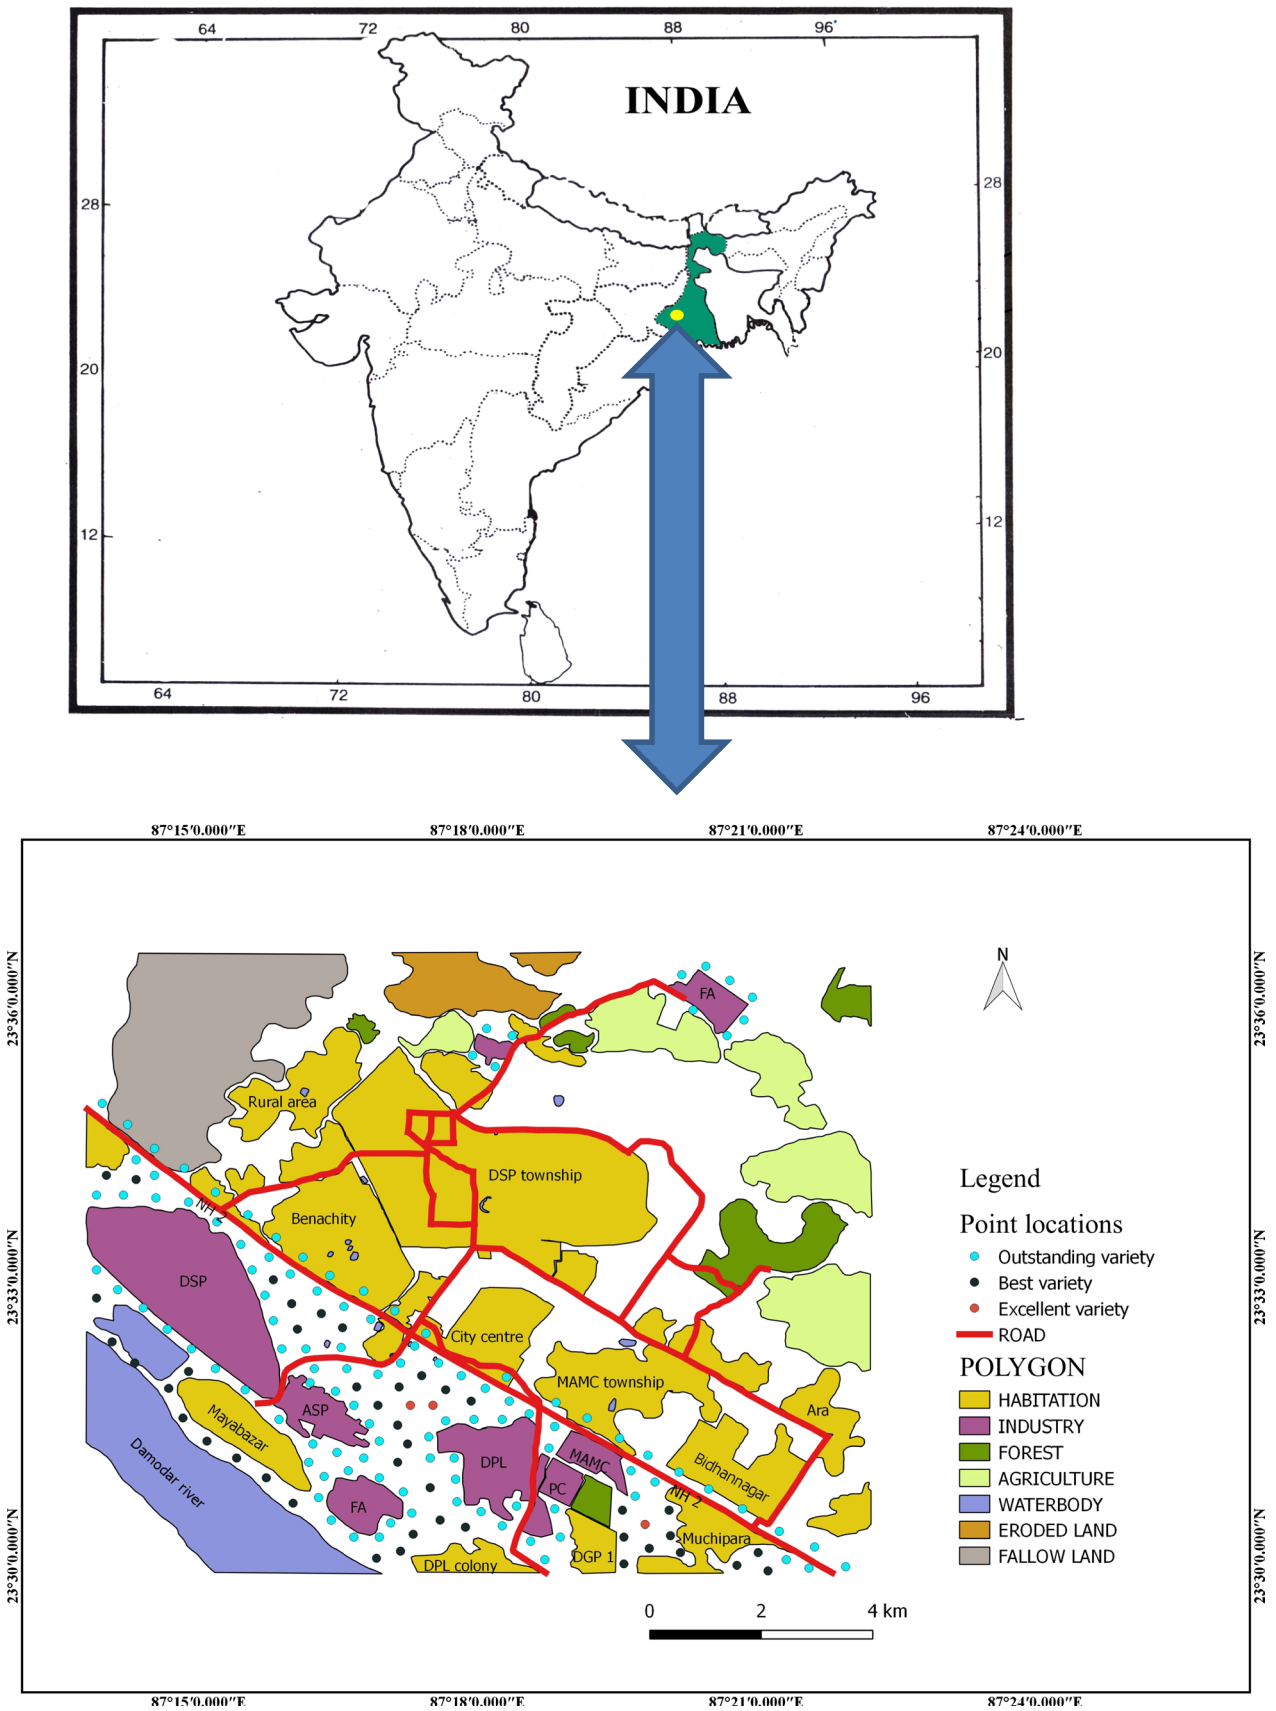 64 72 80 88 96°
INDIA
28 28
20 20
12 12
64 72 80 88 96
87°15'0.000"E 87°18'0.000"E 87°21'0.000"E 87°24'0.000"E
23°36'0.000"N 23°36'0.000"N
N
FA
Rural area
DSP township
Legend
NH 2
Benachity
Point locations
Outstanding variety
DSP
23°33'0.000"N 23°33'0.000"N
Best variety
Excellent variety
City centre
ROAD
POLYGON
MAMC township
HABITATION
ASP
Ara
Mayabazar
INDUSTRY
FOREST
DPL
MAMC
Bidhannagar
Damodar river
AGRICULTURE
PC
NH 2
FA
WATERBODY
ERODED LAND
Muchipara
23°30'0.000"N 23°30'0.000"N
DPL colony
DGP 1
FALLOW LAND
0 2 4 km
87°15'0.000"E 87°18'0.000"E 87°21'0.000"E 87°24'0.000"E